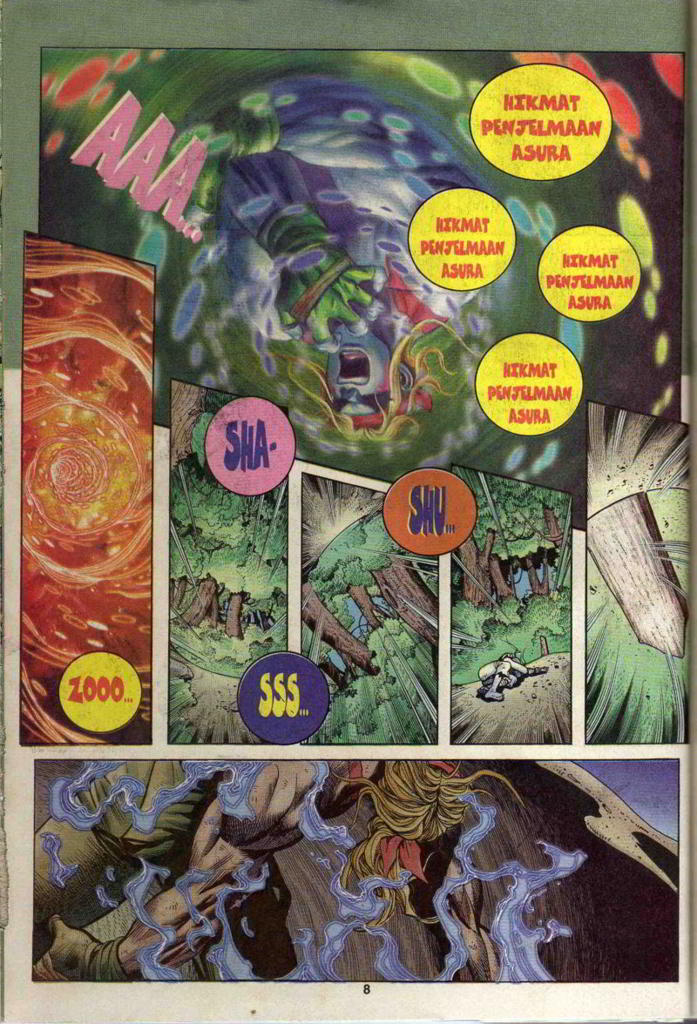 AAA...
HIKMAT
PENJELMAAN
ASURA
HIKMAT
PENJELMAAN
ASURA
HIKMAT
PENJELMAAN
ASURA
HIKMAT
PENJELMAAN
ASURA
ZOOO...
SHA-
SSS...
SHU...
8